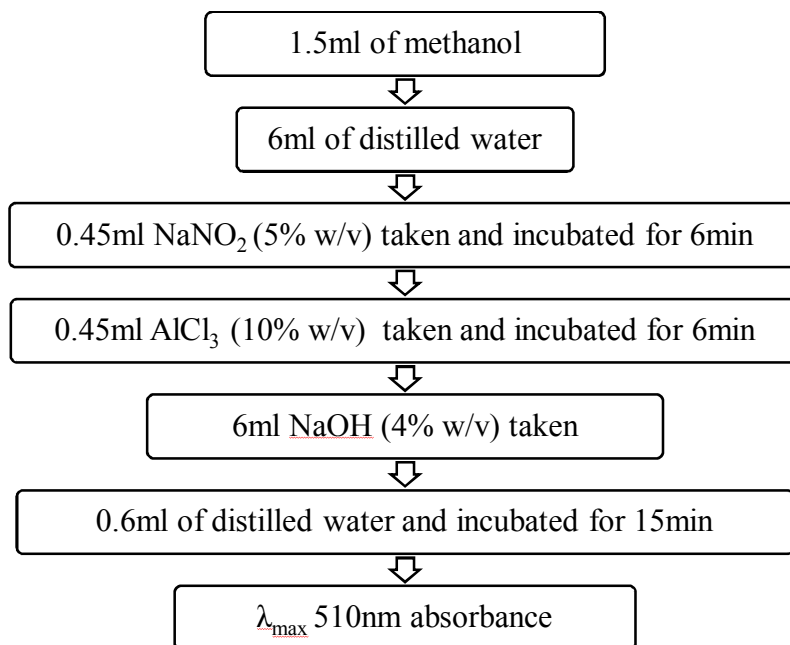 1.5ml of methanol
6ml of distilled water
0.45ml NaNO₂ (5% w/v) taken and incubated for 6min
0.45ml AlCl₃ (10% w/v) taken and incubated for 6min
6ml NaOH (4% w/v) taken
0.6ml of distilled water and incubated for 15min
λmax 510nm absorbance